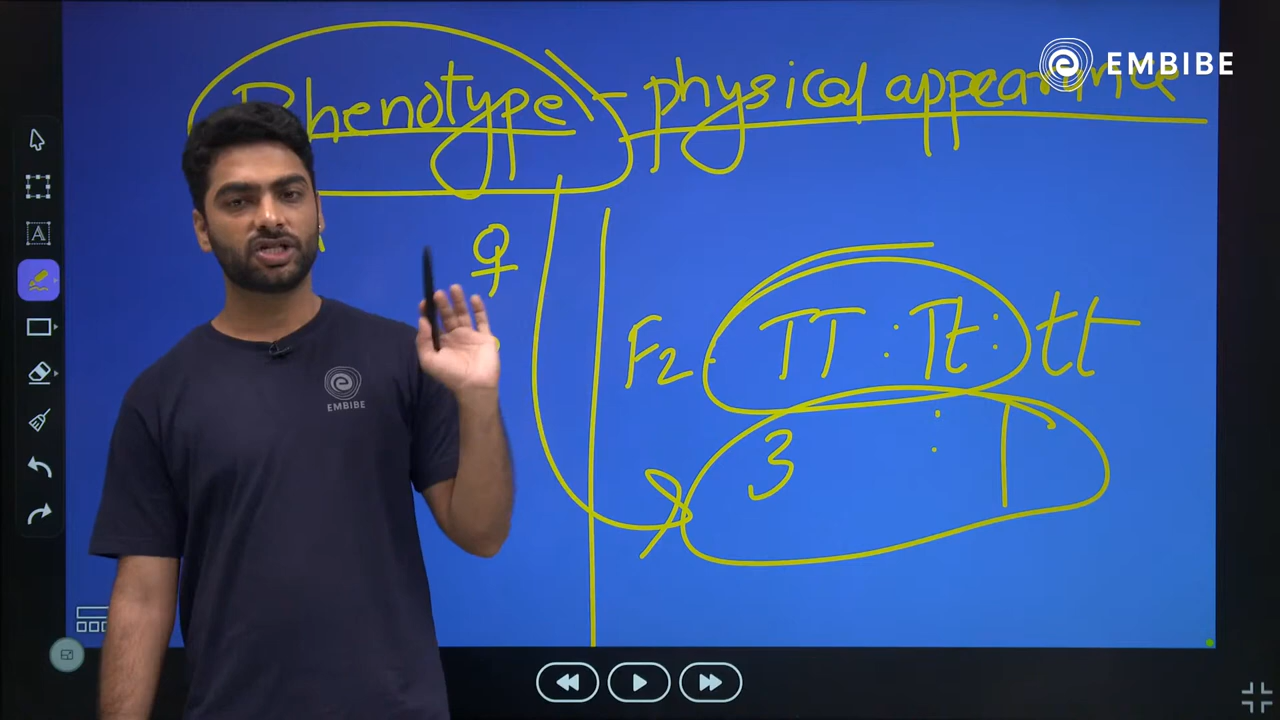 EMBIBE
Phenotype - physical appearance
♀
F2 TT : Tt : tt
3 : 1
EMBIBE
A